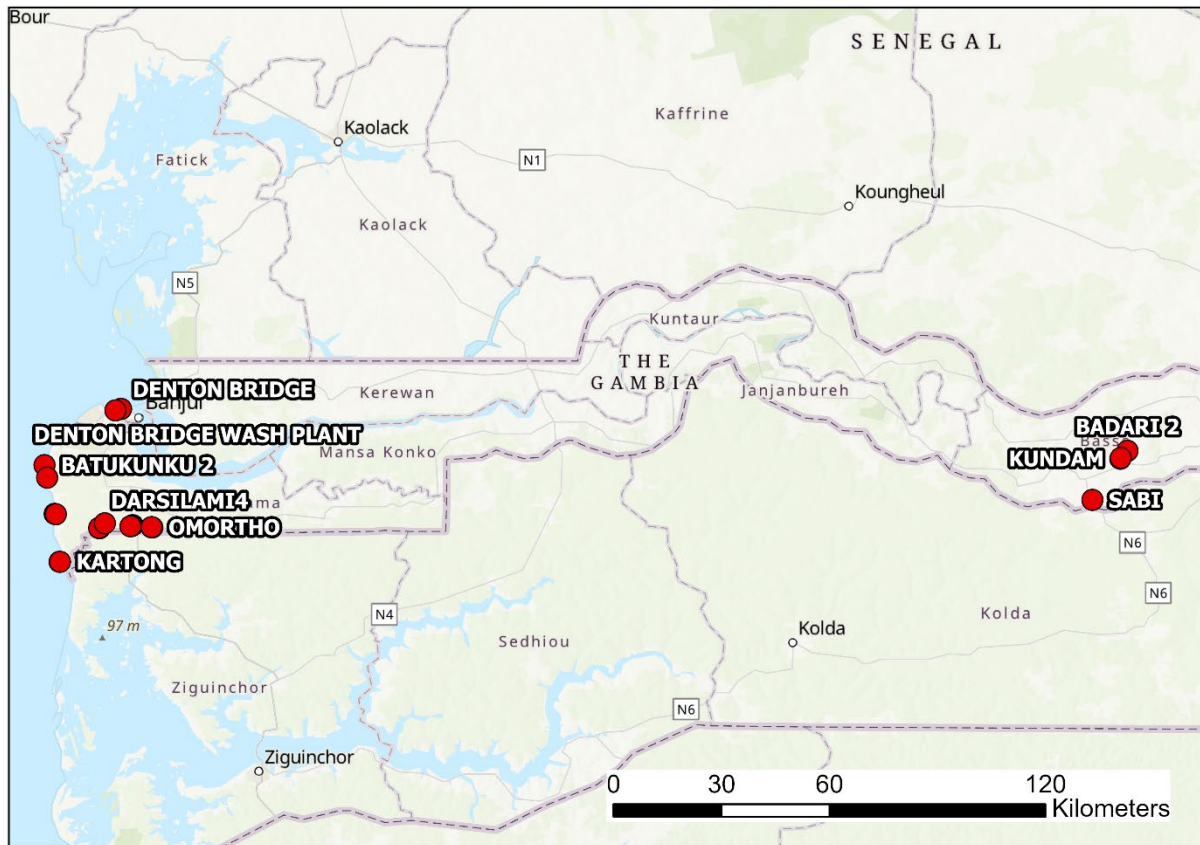 Bour
SENEGAL
Kaffrine
Kaolack
N1
Fatick
Koungheul
Kaolack
N5
Kuntaur
THE
GAMBIA
Kerewan
Janjanbureh
DENTON BRIDGE
Banjul
BADARI 2
DENTON BRIDGE WASH PLANT
Bass
Mansa Konko
KUNDAM
BATUKUNKU 2
DARSILAMI4
ma
SABI
OMORTHO
N6
KARTONG
N6
N4
97 m
Kolda
Kolda
Sedhiou
Ziguinchor
N6
Ziguinchor
0 30 60 120
Kilometers